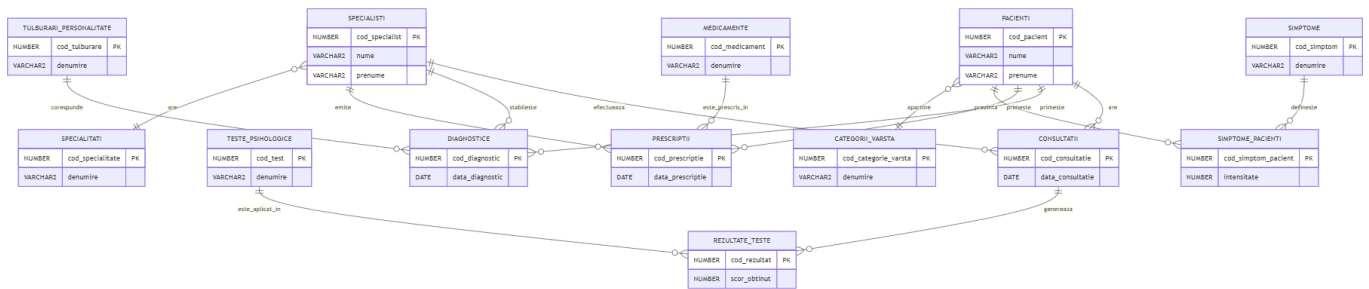 SPECIALISTI
NUMBER cod_specialist PK
VARCHAR2 nume
VARCHAR2 prenume
PACIENTI
NUMBER cod_pacient PK
VARCHAR2 nume
VARCHAR2 prenume
TULBURARI_PERSONALITATE
NUMBER cod_tulburare PK
VARCHAR2 denumire
MEDICAMENTE
NUMBER cod_medicament PK
VARCHAR2 denumire
SIMPTOME
NUMBER cod_simptom PK
VARCHAR2 denumire
corespunde
are
emite
stabileste
efectueaza
este_prescris_in
apartine
prezinta
primeste
primeste
are
defineste
SPECIALITATI
NUMBER cod_specialitate PK
VARCHAR2 denumire
TESTE_PSIHOLOGICE
NUMBER cod_test PK
VARCHAR2 denumire
DIAGNOSTICE
NUMBER cod_diagnostic PK
DATE data_diagnostic
PRESCRIPTII
NUMBER cod_prescriptie PK
DATE data_prescriptie
CATEGORII_VARSTA
NUMBER cod_categorie_varsta PK
VARCHAR2 denumire
CONSULTATII
NUMBER cod_consultatie PK
DATE data_consultatie
SIMPTOME_PACIENTI
NUMBER cod_simptom_pacient PK
NUMBER intensitate
este_aplicat_in
genereaza
REZULTATE_TESTE
NUMBER cod_rezultat PK
NUMBER scor_obtinut